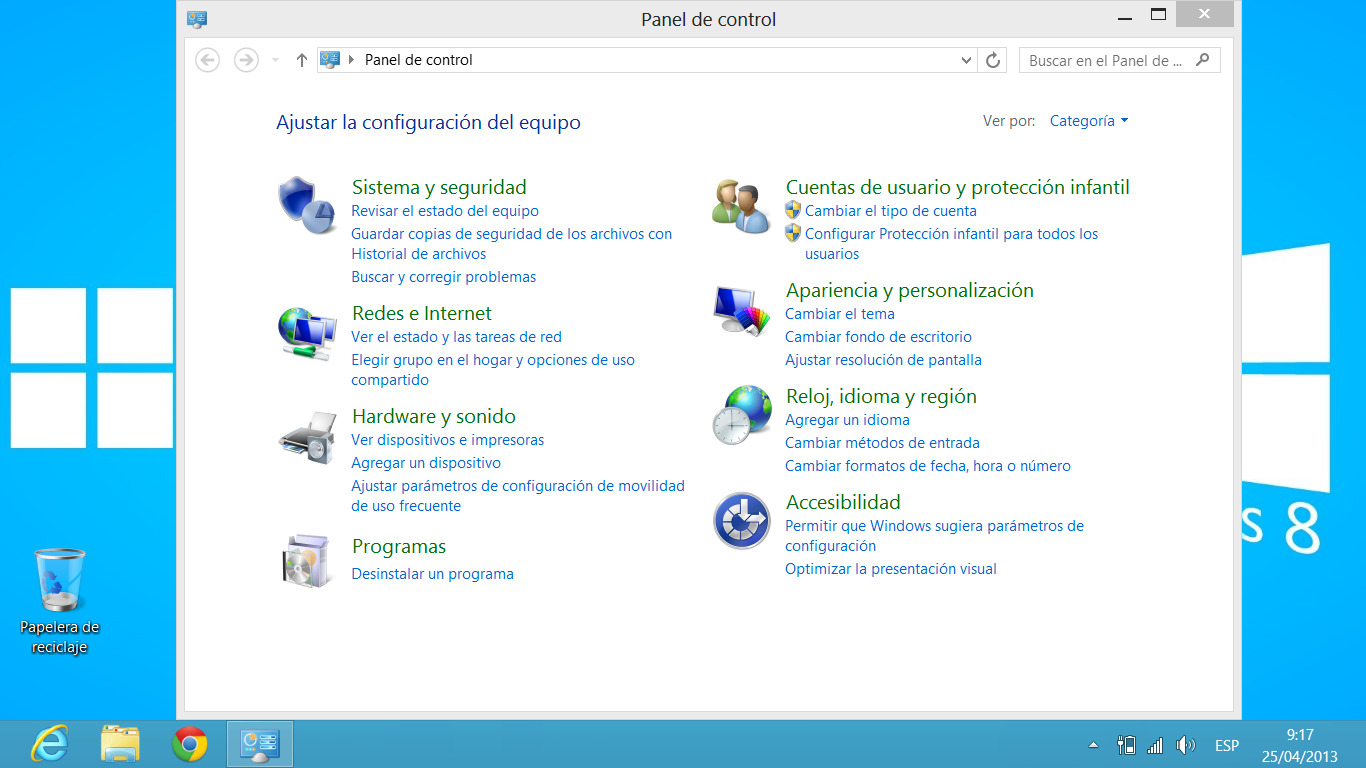 Panel de control
Panel de control
Buscar en el Panel de ...
Ajustar la configuración del equipo
Ver por: Categoría
Sistema y seguridad
Revisar el estado del equipo
Guardar copias de seguridad de los archivos con
Historial de archivos
Buscar y corregir problemas
Redes e Internet
Ver el estado y las tareas de red
Elegir grupo en el hogar y opciones de uso
compartido
Hardware y sonido
Ver dispositivos e impresoras
Agregar un dispositivo
Ajustar parámetros de configuración de movilidad
de uso frecuente
Programas
Desinstalar un programa
Cuentas de usuario y protección infantil
Cambiar el tipo de cuenta
Configurar Protección infantil para todos los
usuarios
Apariencia y personalización
Cambiar el tema
Cambiar fondo de escritorio
Ajustar resolución de pantalla
Reloj, idioma y región
Agregar un idioma
Cambiar métodos de entrada
Cambiar formatos de fecha, hora o número
Accesibilidad
Permitir que Windows sugiera parámetros de
configuración
Optimizar la presentación visual
s 8
Papelera de
reciclaje
ESP
9:17
25/04/2013